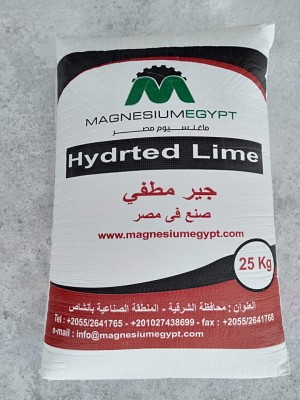 MAGNESIUMEGYPT
ماغنسيوم مصر
Hydrted Lime
جير مطفي
صنع فى مصر
www.magnesiumegypt.com
25 Kg
العنوان : محافظة الشرقية - المنطقة الصناعية بأنشاص
Tel : +2055/2641765 - +201027438699 - fax : +2055/2641766
e-mail : info@magnesiumegypt.com